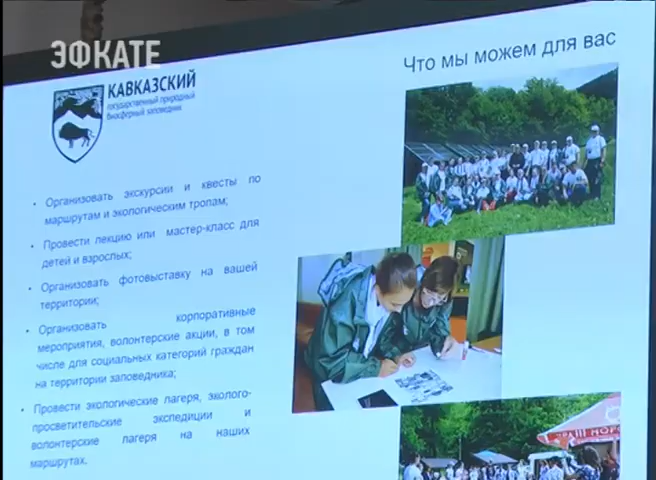 ЭФКАТЕ
КАВКАЗСКИЙ
государственный природный
биосферный заповедник
Что мы можем для вас
• Организовать экскурсии и квесты по
маршрутам и экологическим тропам;
• Провести лекцию или мастер-класс для
детей и взрослых;
• Организовать фотовыставку на вашей
территории;
• Организовать корпоративные
мероприятия, волонтерские акции, в том
числе для социальных категорий граждан
на территории заповедника;
• Провести экологические лагеря, эколого-
просветительские экспедиции и
волонтерские лагеря на наших
маршрутах.